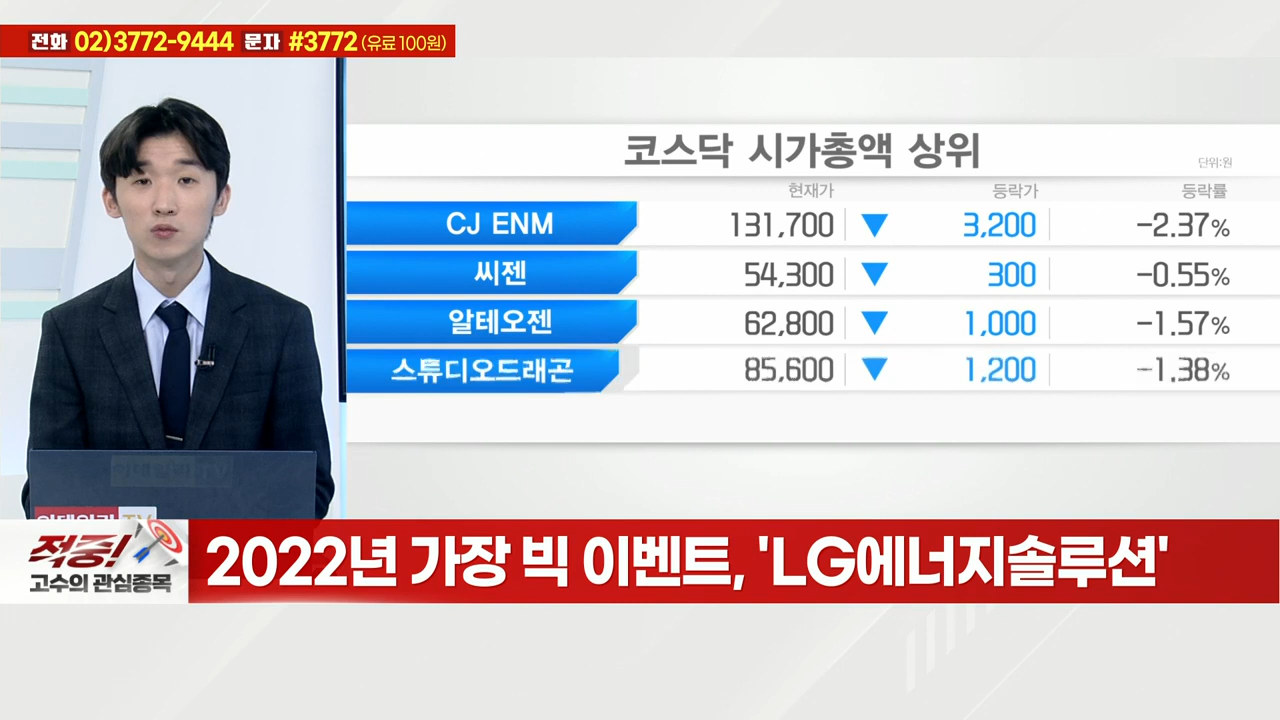 전화 02)3772-9444 문자 #3772 (유료 100원)
코스닥 시가총액 상위
단위:원
현재가 등락가 등락률
CJ ENM 131,700 ▼ 3,200 -2.37%
씨젠 54,300 ▼ 300 -0.55%
알테오젠 62,800 ▼ 1,000 -1.57%
스튜디오드래곤 85,600 ▼ 1,200 -1.38%
이데일리 TV
적중!
고수의 관심종목
2022년 가장 빅 이벤트, 'LG에너지솔루션'